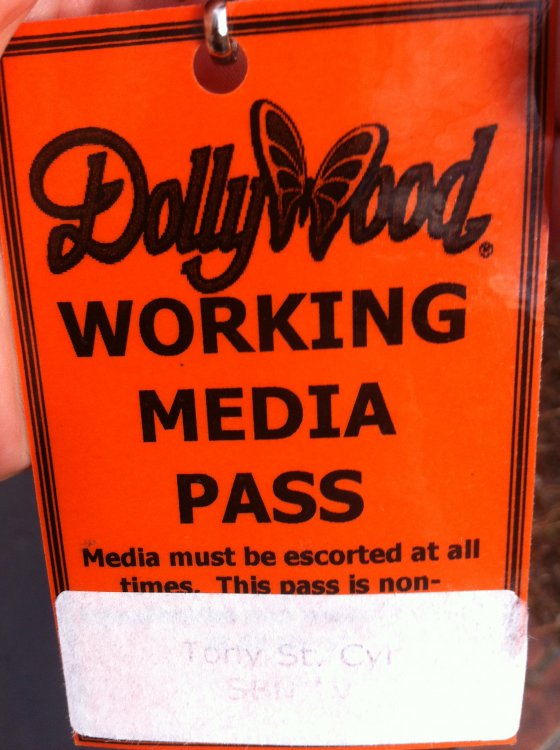 DollyWood®
WORKING
MEDIA
PASS
Media must be escorted at all
times. This pass is non-
Tony St. Cyr